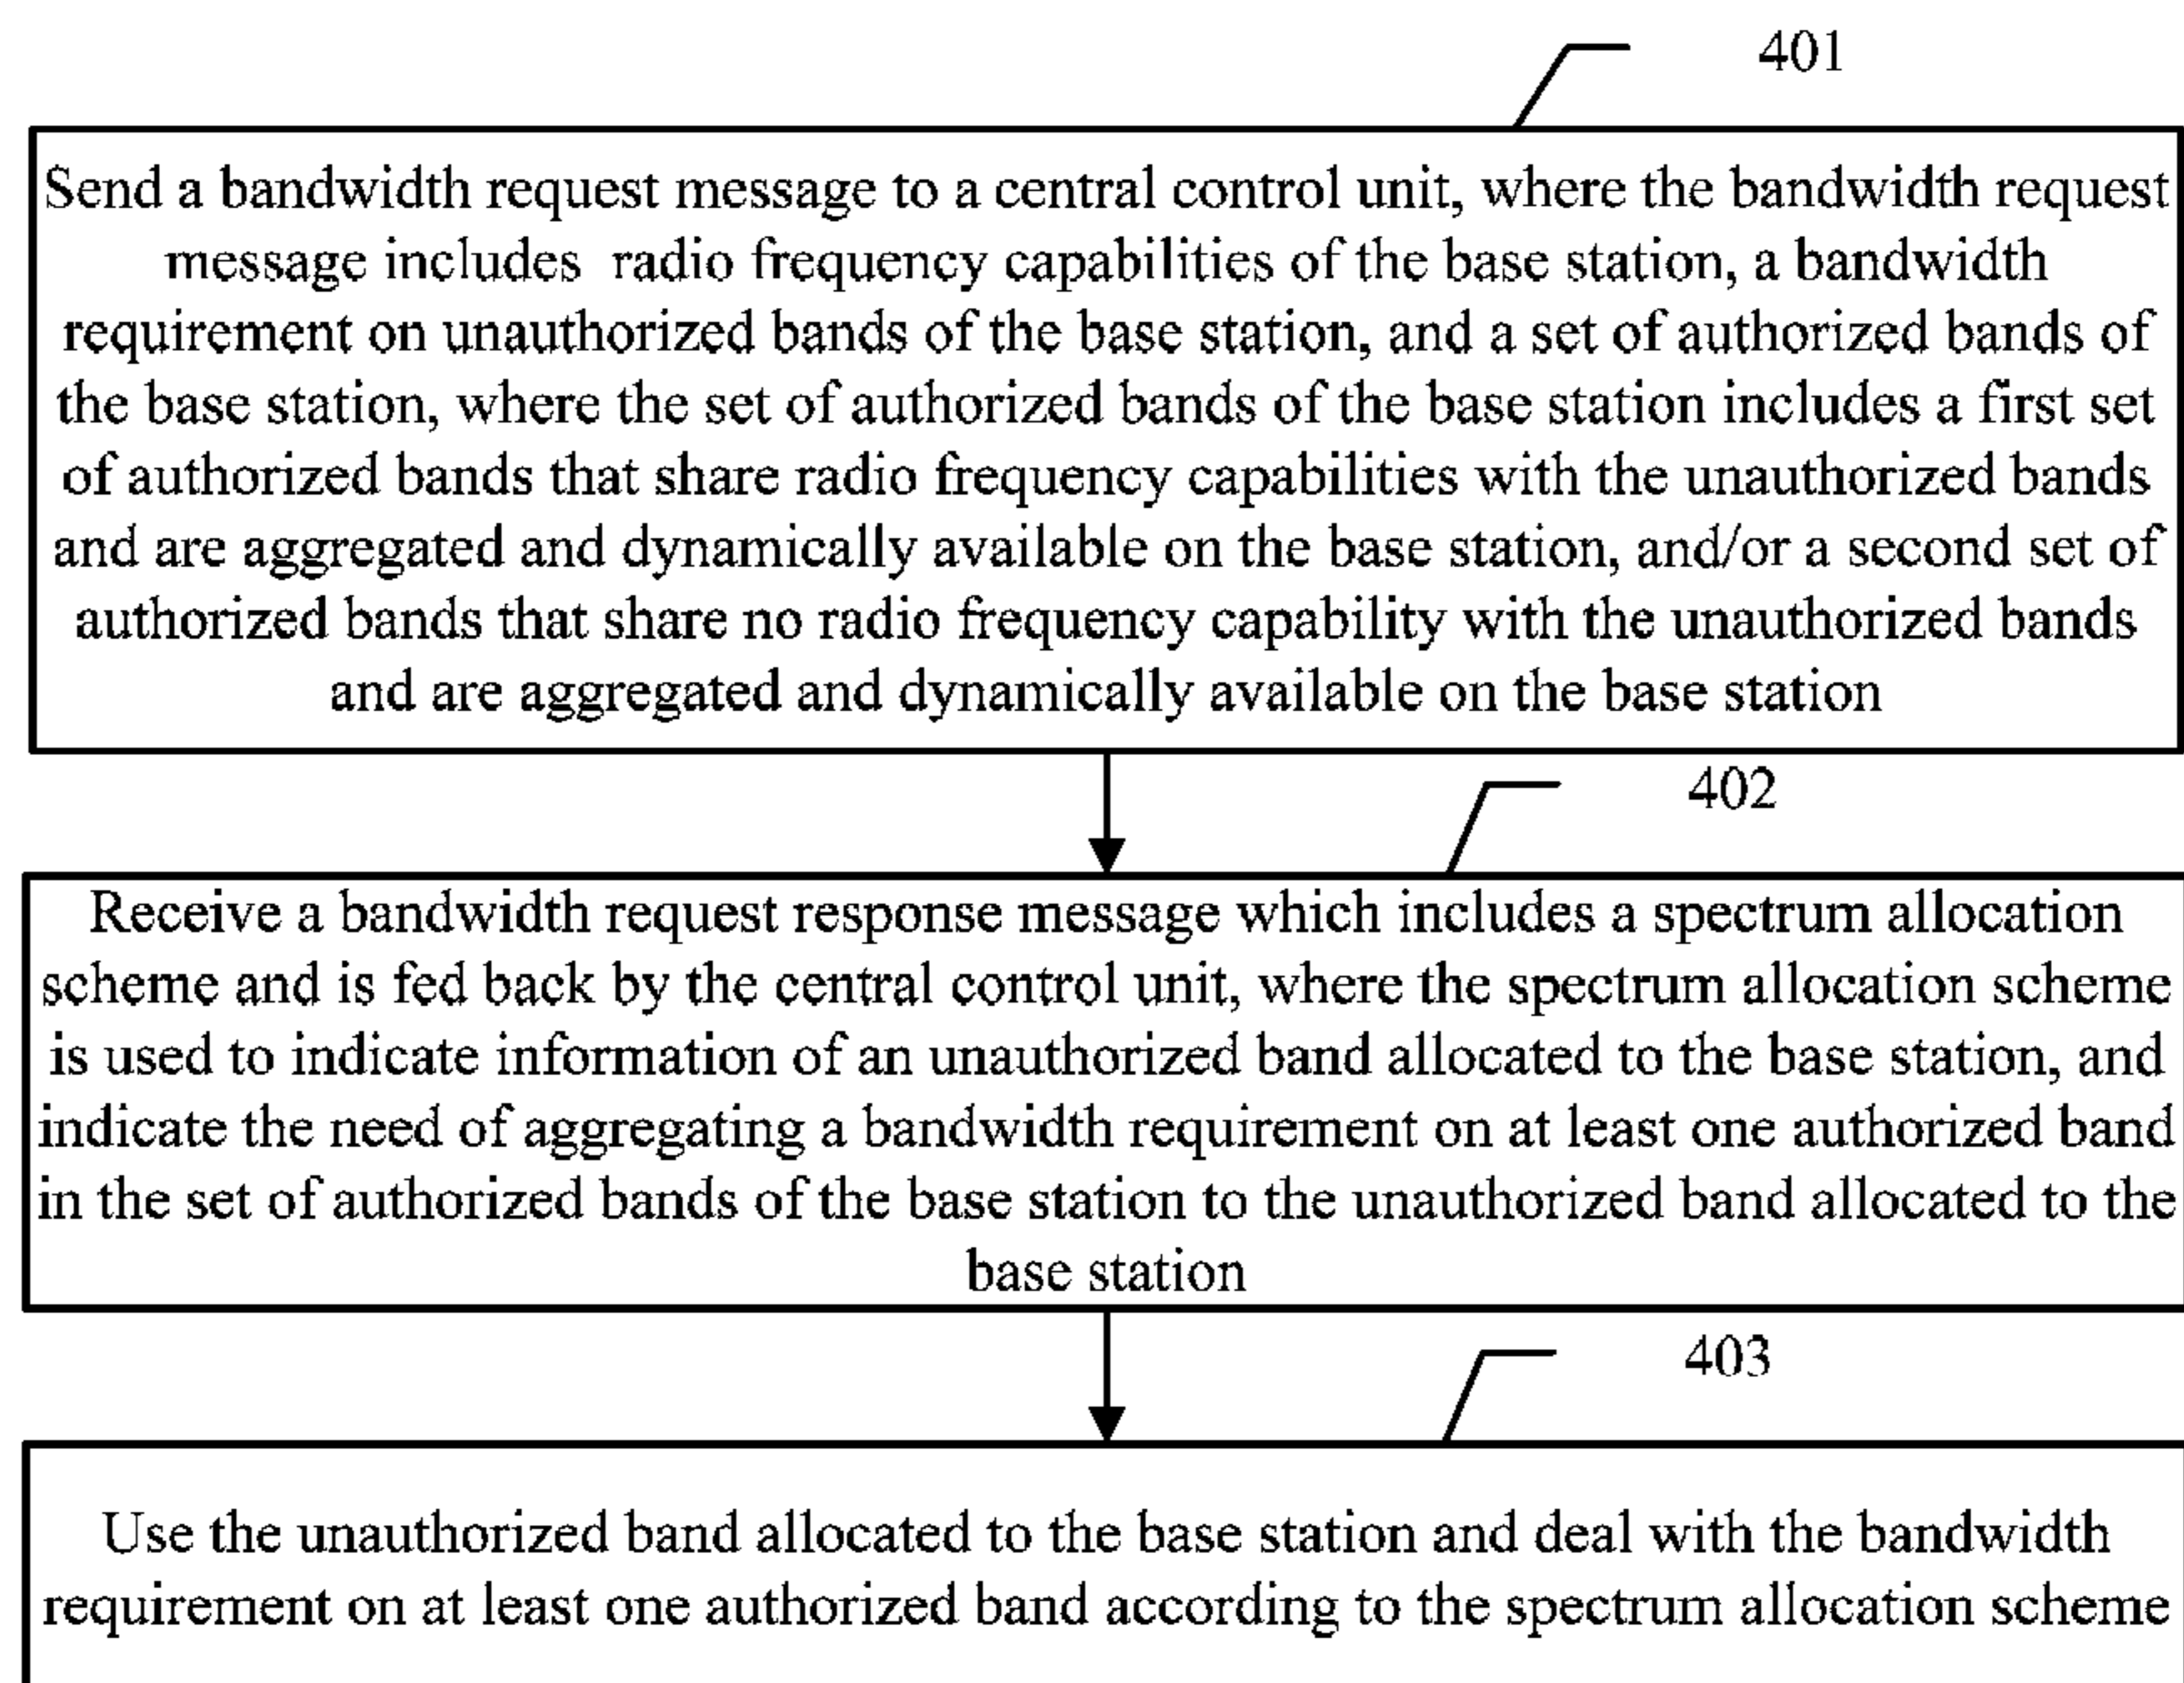 401
Send a bandwidth request message to a central control unit, where the bandwidth request
message includes radio frequency capabilities of the base station, a bandwidth
requirement on unauthorized bands of the base station, and a set of authorized bands of
the base station, where the set of authorized bands of the base station includes a first set
of authorized bands that share radio frequency capabilities with the unauthorized bands
and are aggregated and dynamically available on the base station, and/or a second set of
authorized bands that share no radio frequency capability with the unauthorized bands
and are aggregated and dynamically available on the base station
402
Receive a bandwidth request response message which includes a spectrum allocation
scheme and is fed back by the central control unit, where the spectrum allocation scheme
is used to indicate information of an unauthorized band allocated to the base station, and
indicate the need of aggregating a bandwidth requirement on at least one authorized band
in the set of authorized bands of the base station to the unauthorized band allocated to the
base station
403
Use the unauthorized band allocated to the base station and deal with the bandwidth
requirement on at least one authorized band according to the spectrum allocation scheme